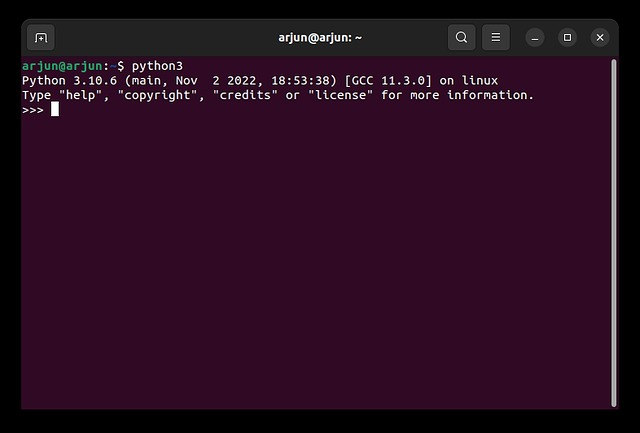 arjun@arjun: ~
arjun@arjun:~$ python3
Python 3.10.6 (main, Nov  2 2022, 18:53:38) [GCC 11.3.0] on linux
Type "help", "copyright", "credits" or "license" for more information.
>>>